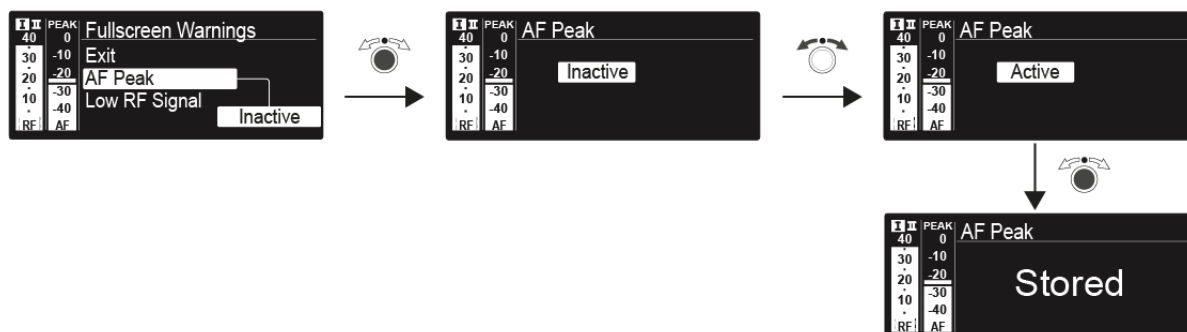 I II PEAK Fullscreen Warnings
40 0
30 -10 Exit
20 -20 AF Peak
10 -30 Low RF Signal
-40 Inactive
RF AF
I II PEAK AF Peak
40 0
30 -10
20 -20 Inactive
10 -30
-40
RF AF
I II PEAK AF Peak
40 0
30 -10
20 -20 Active
10 -30
-40
RF AF
I II PEAK AF Peak
40 0
30 -10
20 -20 Stored
10 -30
-40
RF AF